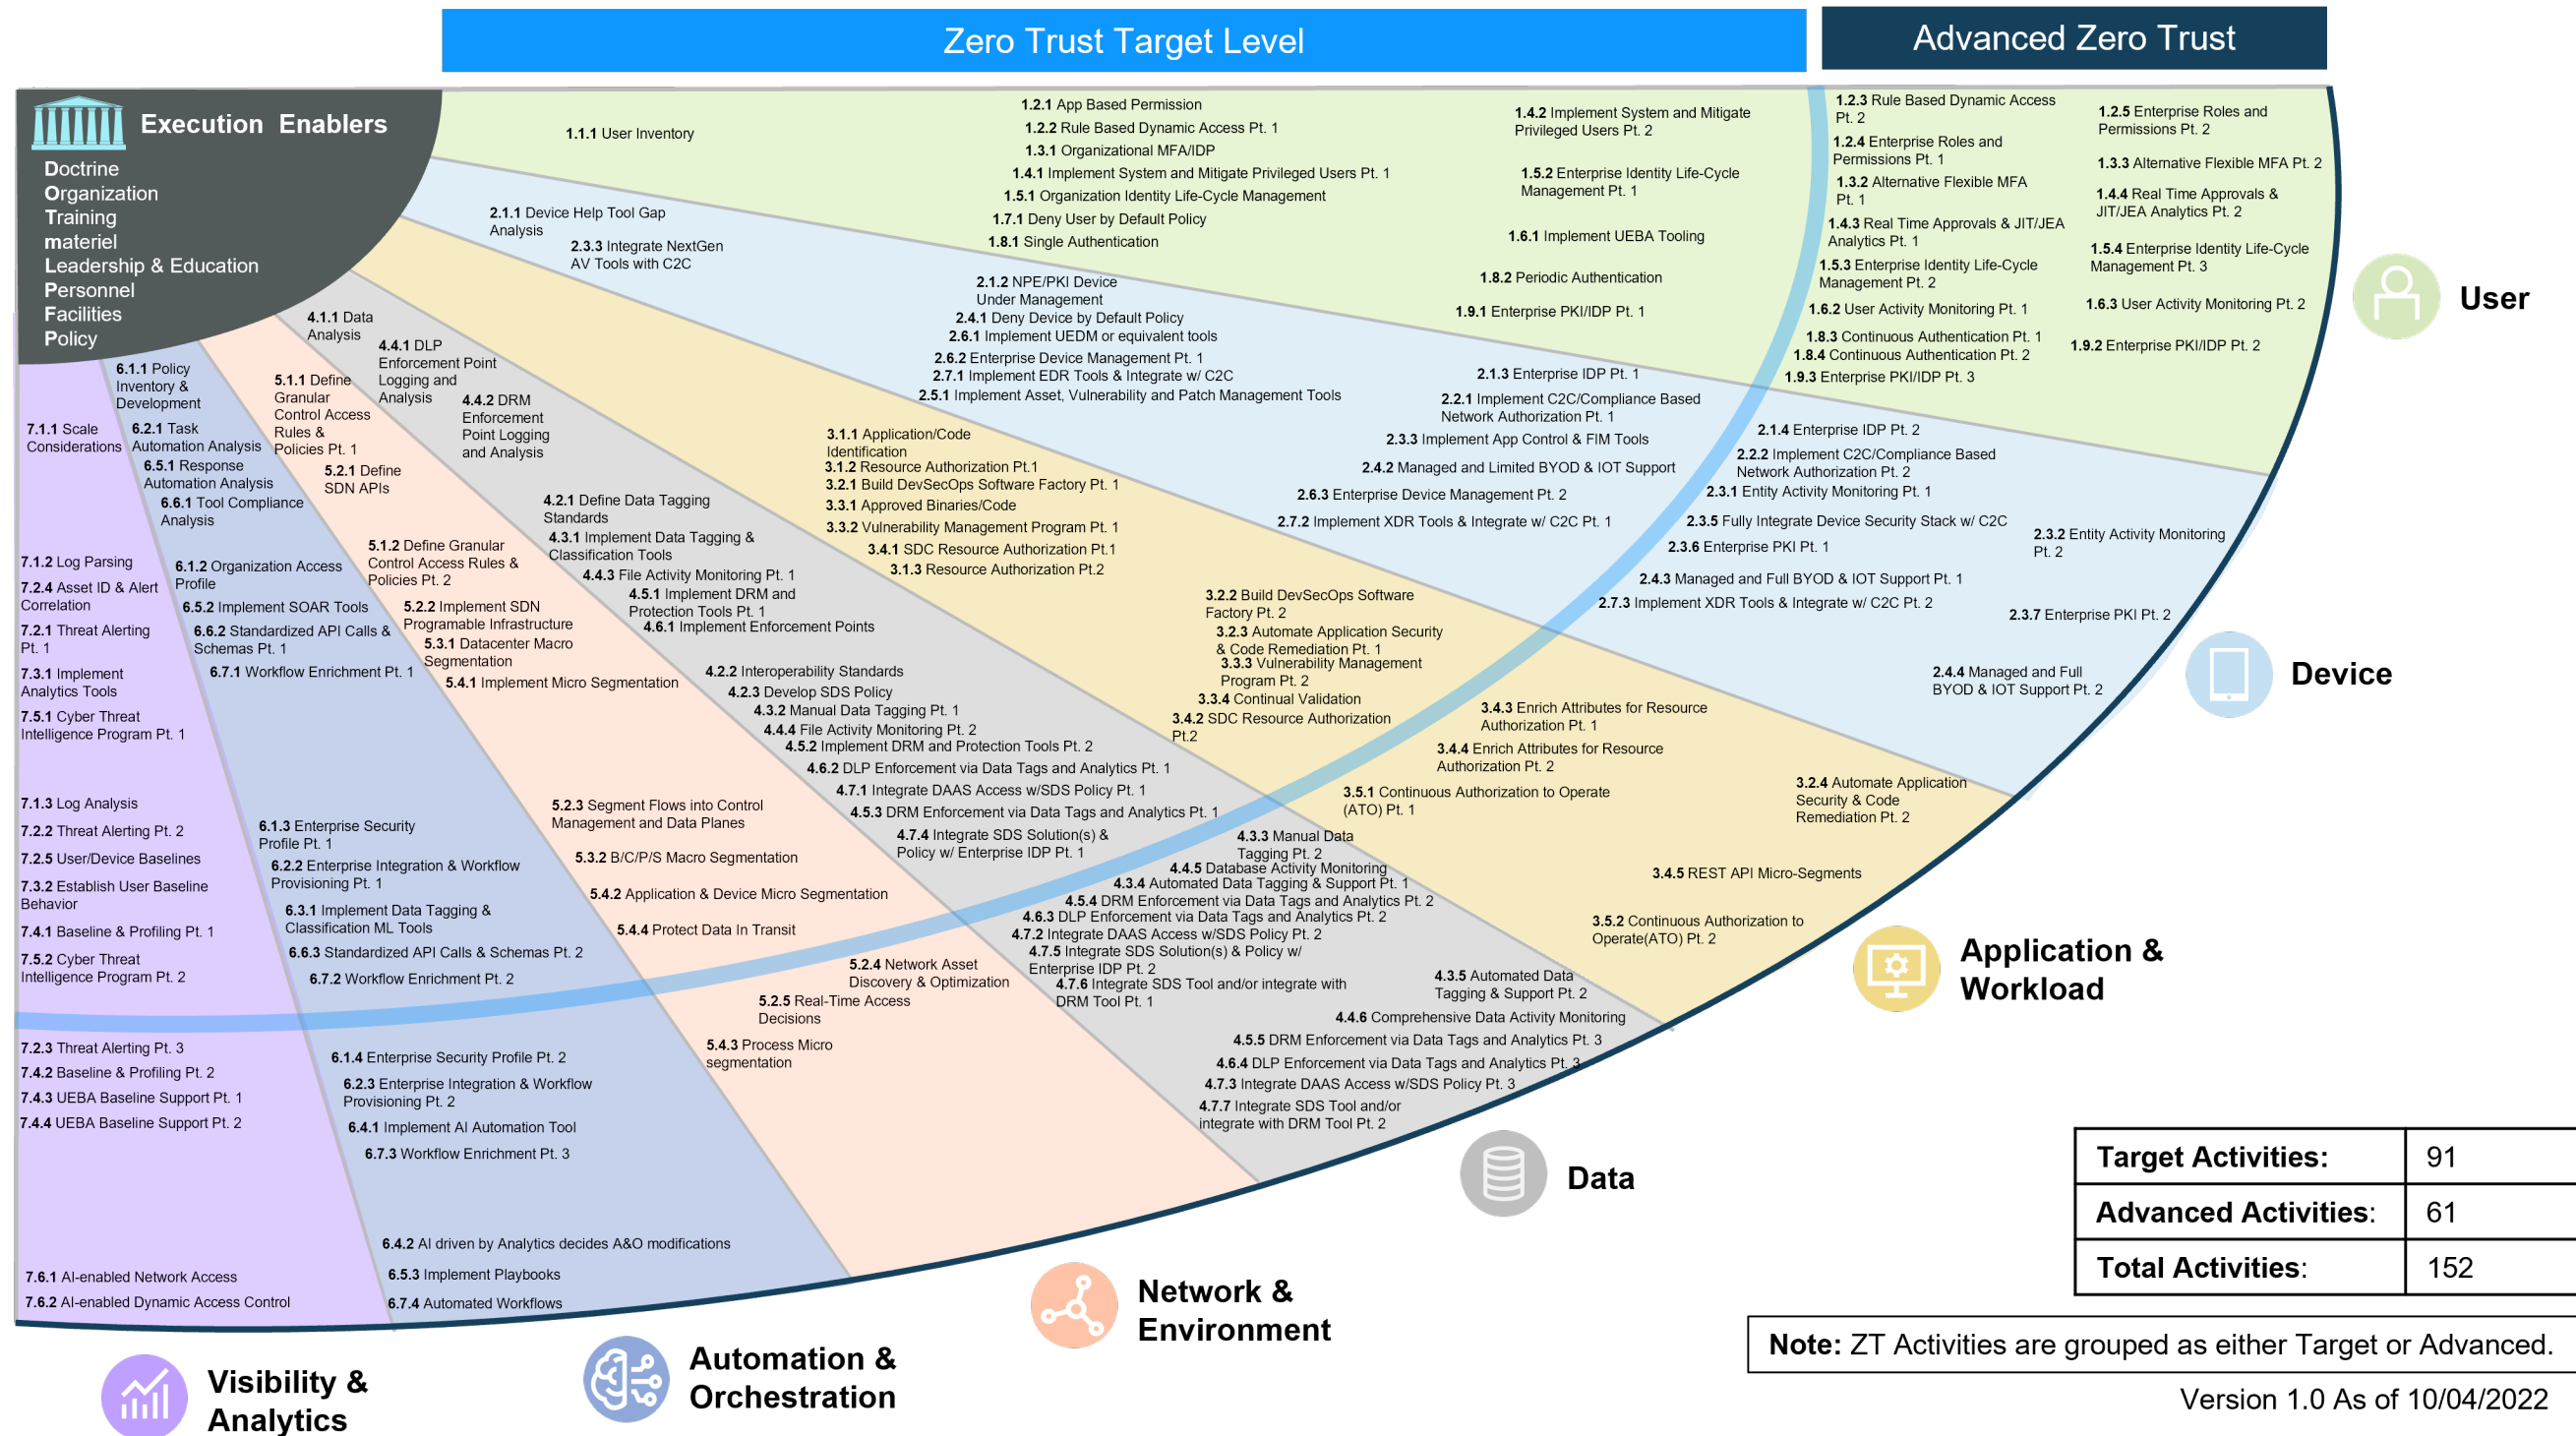 Zero Trust Target Level
Advanced Zero Trust
Execution Enablers
Doctrine
Organization
Training
materiel
Leadership & Education
Personnel
Facilities
Policy
1.1.1 User Inventory
1.2.1 App Based Permission
1.2.2 Rule Based Dynamic Access Pt. 1
1.3.1 Organizational MFA/IDP
1.4.1 Implement System and Mitigate Privileged Users Pt. 1
1.5.1 Organization Identity Life-Cycle Management
1.7.1 Deny User by Default Policy
1.8.1 Single Authentication
1.4.2 Implement System and Mitigate
Privileged Users Pt. 2
1.5.2 Enterprise Identity Life-Cycle
Management Pt. 1
1.6.1 Implement UEBA Tooling
1.8.2 Periodic Authentication
1.9.1 Enterprise PKI/IDP Pt. 1
1.2.3 Rule Based Dynamic Access
Pt. 2
1.2.4 Enterprise Roles and
Permissions Pt. 1
1.3.2 Alternative Flexible MFA
Pt. 1
1.4.3 Real Time Approvals & JIT/JEA
Analytics Pt. 1
1.5.3 Enterprise Identity Life-Cycle
Management Pt. 2
1.6.2 User Activity Monitoring Pt. 1
1.8.3 Continuous Authentication Pt. 1
1.8.4 Continuous Authentication Pt. 2
1.9.3 Enterprise PKI/IDP Pt. 3
1.2.5 Enterprise Roles and
Permissions Pt. 2
1.3.3 Alternative Flexible MFA Pt. 2
1.4.4 Real Time Approvals &
JIT/JEA Analytics Pt. 2
1.5.4 Enterprise Identity Life-Cycle
Management Pt. 3
1.6.3 User Activity Monitoring Pt. 2
1.9.2 Enterprise PKI/IDP Pt. 2
User
2.1.1 Device Help Tool Gap
Analysis
2.3.3 Integrate NextGen
AV Tools with C2C
2.1.2 NPE/PKI Device
Under Management
2.4.1 Deny Device by Default Policy
2.6.1 Implement UEDM or equivalent tools
2.6.2 Enterprise Device Management Pt. 1
2.7.1 Implement EDR Tools & Integrate w/ C2C
2.5.1 Implement Asset, Vulnerability and Patch Management Tools
2.1.3 Enterprise IDP Pt. 1
2.2.1 Implement C2C/Compliance Based
Network Authorization Pt. 1
2.3.3 Implement App Control & FIM Tools
2.4.2 Managed and Limited BYOD & IOT Support
2.6.3 Enterprise Device Management Pt. 2
2.7.2 Implement XDR Tools & Integrate w/ C2C Pt. 1
2.1.4 Enterprise IDP Pt. 2
2.2.2 Implement C2C/Compliance Based
Network Authorization Pt. 2
2.3.1 Entity Activity Monitoring Pt. 1
2.3.5 Fully Integrate Device Security Stack w/ C2C
2.3.6 Enterprise PKI Pt. 1
2.4.3 Managed and Full BYOD & IOT Support Pt. 1
2.7.3 Implement XDR Tools & Integrate w/ C2C Pt. 2
2.3.2 Entity Activity Monitoring
Pt. 2
2.3.7 Enterprise PKI Pt. 2
2.4.4 Managed and Full
BYOD & IOT Support Pt. 2
Device
3.1.1 Application/Code
Identification
3.1.2 Resource Authorization Pt.1
3.2.1 Build DevSecOps Software Factory Pt. 1
3.3.1 Approved Binaries/Code
3.3.2 Vulnerability Management Program Pt. 1
3.4.1 SDC Resource Authorization Pt.1
3.1.3 Resource Authorization Pt.2
3.2.2 Build DevSecOps Software
Factory Pt. 2
3.2.3 Automate Application Security
& Code Remediation Pt. 1
3.3.3 Vulnerability Management
Program Pt. 2
3.3.4 Continual Validation
3.4.2 SDC Resource Authorization
Pt.2
3.4.3 Enrich Attributes for Resource
Authorization Pt. 1
3.4.4 Enrich Attributes for Resource
Authorization Pt. 2
3.5.1 Continuous Authorization to Operate
(ATO) Pt. 1
3.2.4 Automate Application
Security & Code
Remediation Pt. 2
3.4.5 REST API Micro-Segments
3.5.2 Continuous Authorization to
Operate(ATO) Pt. 2
Application &
Workload
4.1.1 Data
Analysis
4.4.1 DLP
Enforcement Point
Logging and
Analysis
4.4.2 DRM
Enforcement
Point Logging
and Analysis
4.2.1 Define Data Tagging
Standards
4.3.1 Implement Data Tagging &
Classification Tools
4.4.3 File Activity Monitoring Pt. 1
4.5.1 Implement DRM and
Protection Tools Pt. 1
4.6.1 Implement Enforcement Points
4.2.2 Interoperability Standards
4.2.3 Develop SDS Policy
4.3.2 Manual Data Tagging Pt. 1
4.4.4 File Activity Monitoring Pt. 2
4.5.2 Implement DRM and Protection Tools Pt. 2
4.6.2 DLP Enforcement via Data Tags and Analytics Pt. 1
4.7.1 Integrate DAAS Access w/SDS Policy Pt. 1
4.5.3 DRM Enforcement via Data Tags and Analytics Pt. 1
4.7.4 Integrate SDS Solution(s) &
Policy w/ Enterprise IDP Pt. 1
4.3.3 Manual Data
Tagging Pt. 2
4.4.5 Database Activity Monitoring
4.3.4 Automated Data Tagging & Support Pt. 1
4.5.4 DRM Enforcement via Data Tags and Analytics Pt. 2
4.6.3 DLP Enforcement via Data Tags and Analytics Pt. 2
4.7.2 Integrate DAAS Access w/SDS Policy Pt. 2
4.7.5 Integrate SDS Solution(s) & Policy w/
Enterprise IDP Pt. 2
4.7.6 Integrate SDS Tool and/or integrate with
DRM Tool Pt. 1
4.3.5 Automated Data
Tagging & Support Pt. 2
4.4.6 Comprehensive Data Activity Monitoring
4.5.5 DRM Enforcement via Data Tags and Analytics Pt. 3
4.6.4 DLP Enforcement via Data Tags and Analytics Pt. 3
4.7.3 Integrate DAAS Access w/SDS Policy Pt. 3
4.7.7 Integrate SDS Tool and/or
integrate with DRM Tool Pt. 2
Data
5.1.1 Define
Granular
Control Access
Rules &
Policies Pt. 1
5.2.1 Define
SDN APIs
5.1.2 Define Granular
Control Access Rules &
Policies Pt. 2
5.2.2 Implement SDN
Programable Infrastructure
5.3.1 Datacenter Macro
Segmentation
5.4.1 Implement Micro Segmentation
5.2.3 Segment Flows into Control
Management and Data Planes
5.3.2 B/C/P/S Macro Segmentation
5.4.2 Application & Device Micro Segmentation
5.4.4 Protect Data In Transit
5.2.4 Network Asset
Discovery & Optimization
5.2.5 Real-Time Access
Decisions
5.4.3 Process Micro
segmentation
Network &
Environment
6.1.1 Policy
Inventory &
Development
6.2.1 Task
Automation Analysis
6.5.1 Response
Automation Analysis
6.6.1 Tool Compliance
Analysis
6.1.2 Organization Access
Profile
6.5.2 Implement SOAR Tools
6.6.2 Standardized API Calls &
Schemas Pt. 1
6.7.1 Workflow Enrichment Pt. 1
6.1.3 Enterprise Security
Profile Pt. 1
6.2.2 Enterprise Integration & Workflow
Provisioning Pt. 1
6.3.1 Implement Data Tagging &
Classification ML Tools
6.6.3 Standardized API Calls & Schemas Pt. 2
6.7.2 Workflow Enrichment Pt. 2
6.1.4 Enterprise Security Profile Pt. 2
6.2.3 Enterprise Integration & Workflow
Provisioning Pt. 2
6.4.1 Implement AI Automation Tool
6.7.3 Workflow Enrichment Pt. 3
6.4.2 AI driven by Analytics decides A&O modifications
6.5.3 Implement Playbooks
6.7.4 Automated Workflows
Automation &
Orchestration
7.1.1 Scale
Considerations
7.1.2 Log Parsing
7.2.4 Asset ID & Alert
Correlation
7.2.1 Threat Alerting
Pt. 1
7.3.1 Implement
Analytics Tools
7.5.1 Cyber Threat
Intelligence Program Pt. 1
7.1.3 Log Analysis
7.2.2 Threat Alerting Pt. 2
7.2.5 User/Device Baselines
7.3.2 Establish User Baseline
Behavior
7.4.1 Baseline & Profiling Pt. 1
7.5.2 Cyber Threat
Intelligence Program Pt. 2
7.2.3 Threat Alerting Pt. 3
7.4.2 Baseline & Profiling Pt. 2
7.4.3 UEBA Baseline Support Pt. 1
7.4.4 UEBA Baseline Support Pt. 2
7.6.1 AI-enabled Network Access
7.6.2 AI-enabled Dynamic Access Control
Visibility &
Analytics
Target Activities: 91
Advanced Activities: 61
Total Activities: 152
Note: ZT Activities are grouped as either Target or Advanced.
Version 1.0 As of 10/04/2022